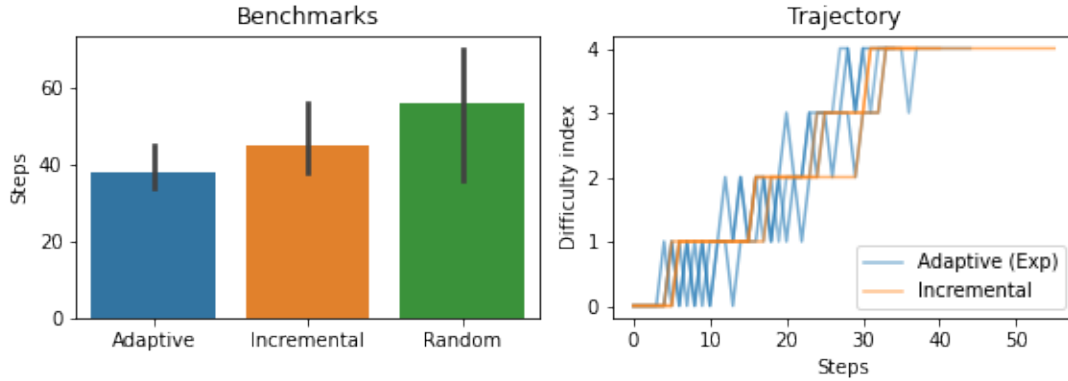 Benchmarks
Steps
60
40
20
0
Adaptive Incremental Random
Trajectory
Difficulty index
4
3
2
1
0
Adaptive (Exp)
Incremental
0 10 20 30 40 50
Steps